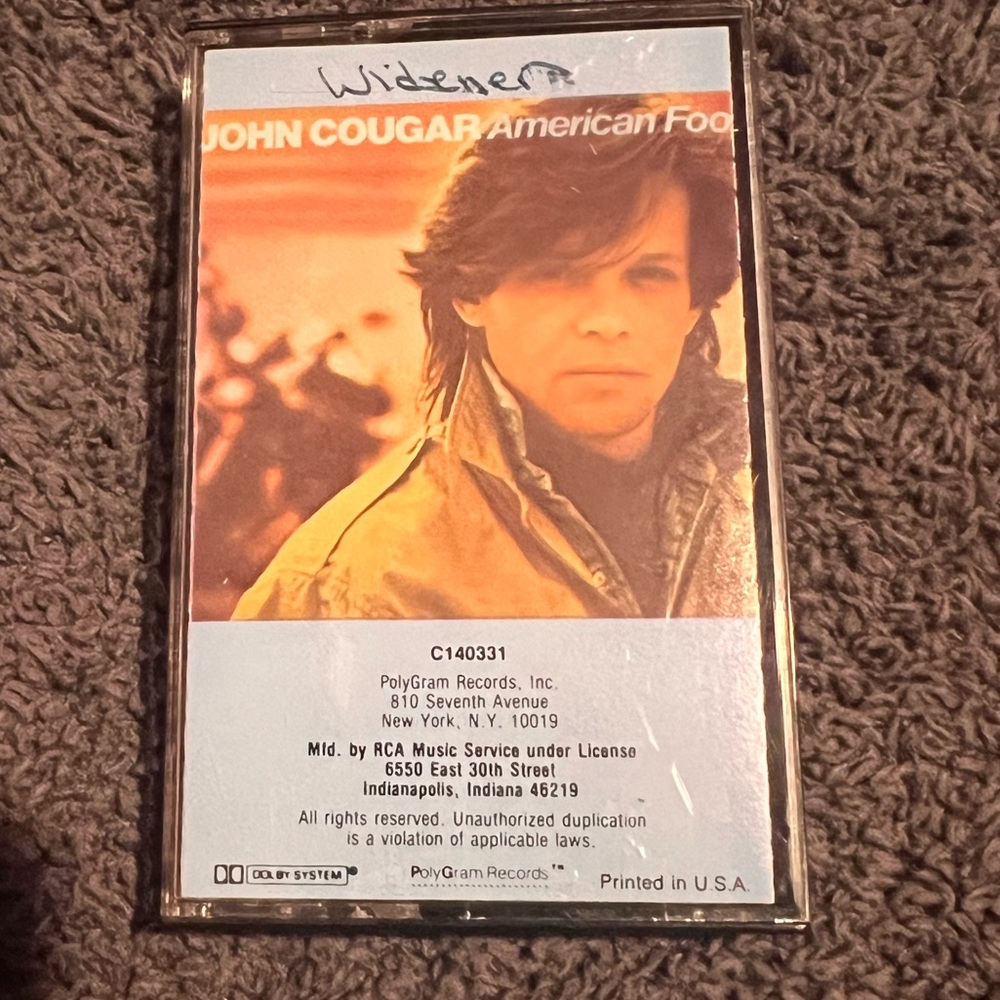 Widener
JOHN COUGAR American Foo
C140331
PolyGram Records, Inc.
810 Seventh Avenue
New York, N.Y. 10019
Mfd. by RCA Music Service under License
6550 East 30th Street
Indianapolis, Indiana 46219
All rights reserved. Unauthorized duplication
is a violation of applicable laws.
DOLBY SYSTEM® PolyGram Records™ Printed in U.S.A.